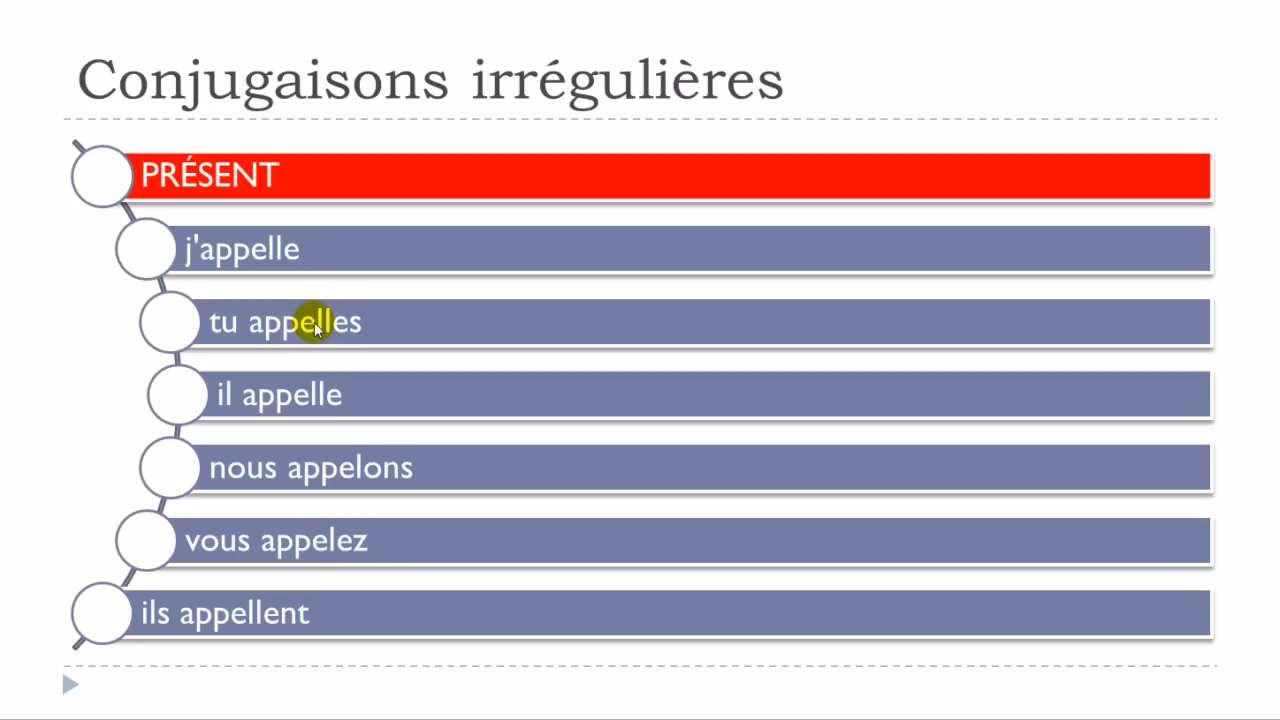 Conjugaisons irrégulières
PRÉSENT
j'appelle
tu appelles
il appelle
nous appelons
vous appelez
ils appellent